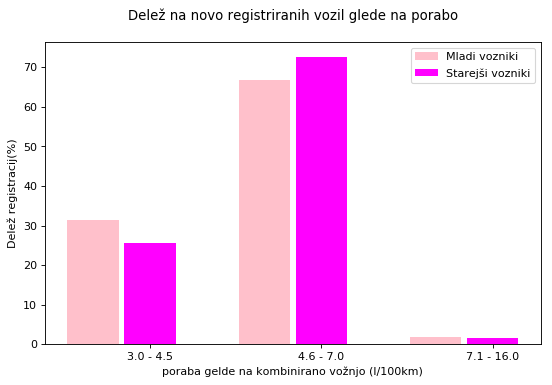 Delež na novo registriranih vozil glede na porabo
Mladi vozniki
Starejši vozniki
Delež registracij(%)
70
60
50
40
30
20
10
0
3.0 - 4.5
4.6 - 7.0
7.1 - 16.0
poraba gelde na kombinirano vožnjo (l/100km)